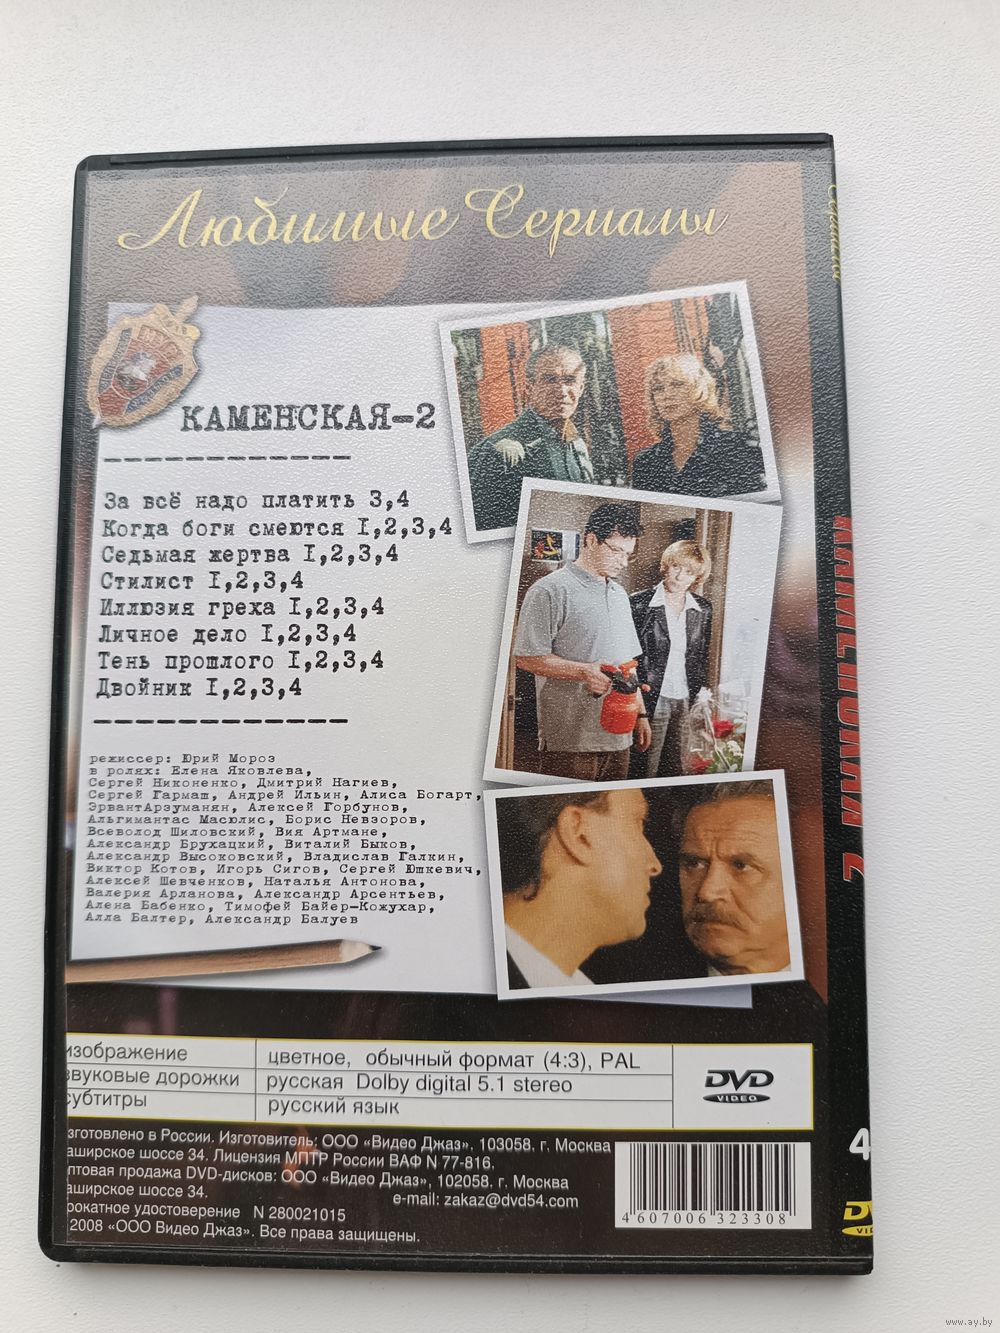 Любимые Сериалы
КАМЕНСКАЯ-2
За всё надо платить 3,4
Когда боги смеются I,2,3,4
Седьмая жертва I,2,3,4
Стилист I,2,3,4
Иллюзия греха I,2,3,4
Личное дело I,2,3,4
Тень прошлого I,2,3,4
Двойник I,2,3,4
режиссер: Юрий Мороз
в ролях: Елена Яковлева,
Сергей Никоненко, Дмитрий Нагиев,
Сергей Гармаш, Андрей Ильин, Алиса Богарт,
ЭрвантАрзуманян, Алексей Горбунов,
Альгимантас Масюлис, Борис Невзоров,
Всеволод Шиловский, Вия Артмане,
Александр Брухацкий, Виталий Быков,
Александр Высоковский, Владислав Галкин,
Виктор Котов, Игорь Сигов, Сергей Юшкевич,
Алексей Шевченков, Наталья Антонова,
Валерия Арланова, Александр Арсентьев,
Алена Бабенко, Тимофей Байер-Кожухар,
Алла Балтер, Александр Балуев
изображение цветное, обычный формат (4:3), PAL
звуковые дорожки русская Dolby digital 5.1 stereo
субтитры русский язык
DVD
VIDEO
зготовлено в России. Изготовитель: ООО «Видео Джаз», 103058, г. Москва
аширское шоссе 34. Лицензия МПТР России ВАФ N 77-816,
птовая продажа DVD-дисков: ООО «Видео Джаз», 102058, г. Москва
аширское шоссе 34. e-mail: zakaz@dvd54.com
рокатное удостоверение N 280021015
2008 «ООО Видео Джаз». Все права защищены.
4 607006 323308
4
www.ay.by